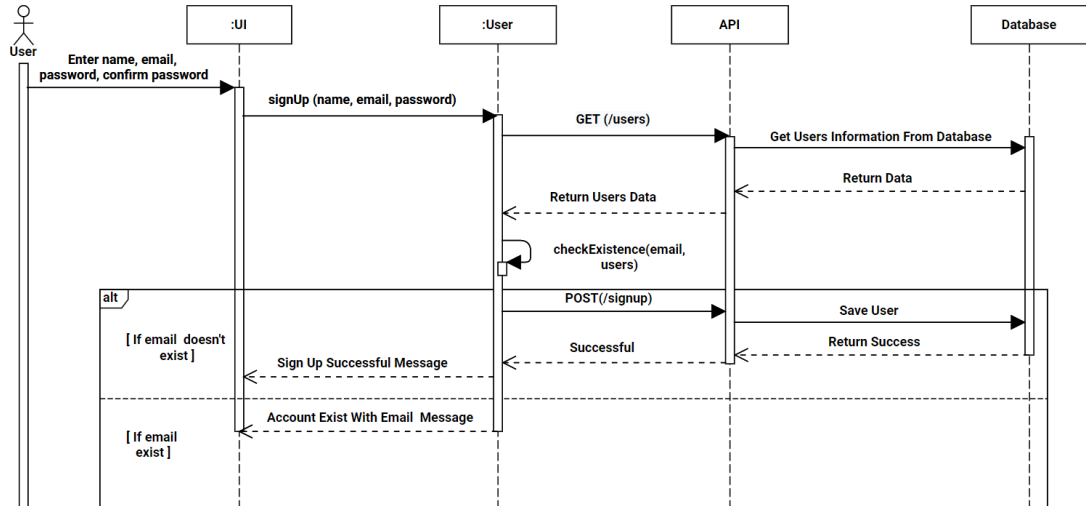 :UI
:User
API
Database
User
Enter name, email,
password, confirm password
signUp (name, email, password)
GET (/users)
Get Users Information From Database
Return Data
Return Users Data
checkExistence(email,
users)
alt
POST(/signup)
Save User
[ If email doesn't
exist ]
Return Success
Successful
Sign Up Successful Message
Account Exist With Email Message
[ If email
exist ]